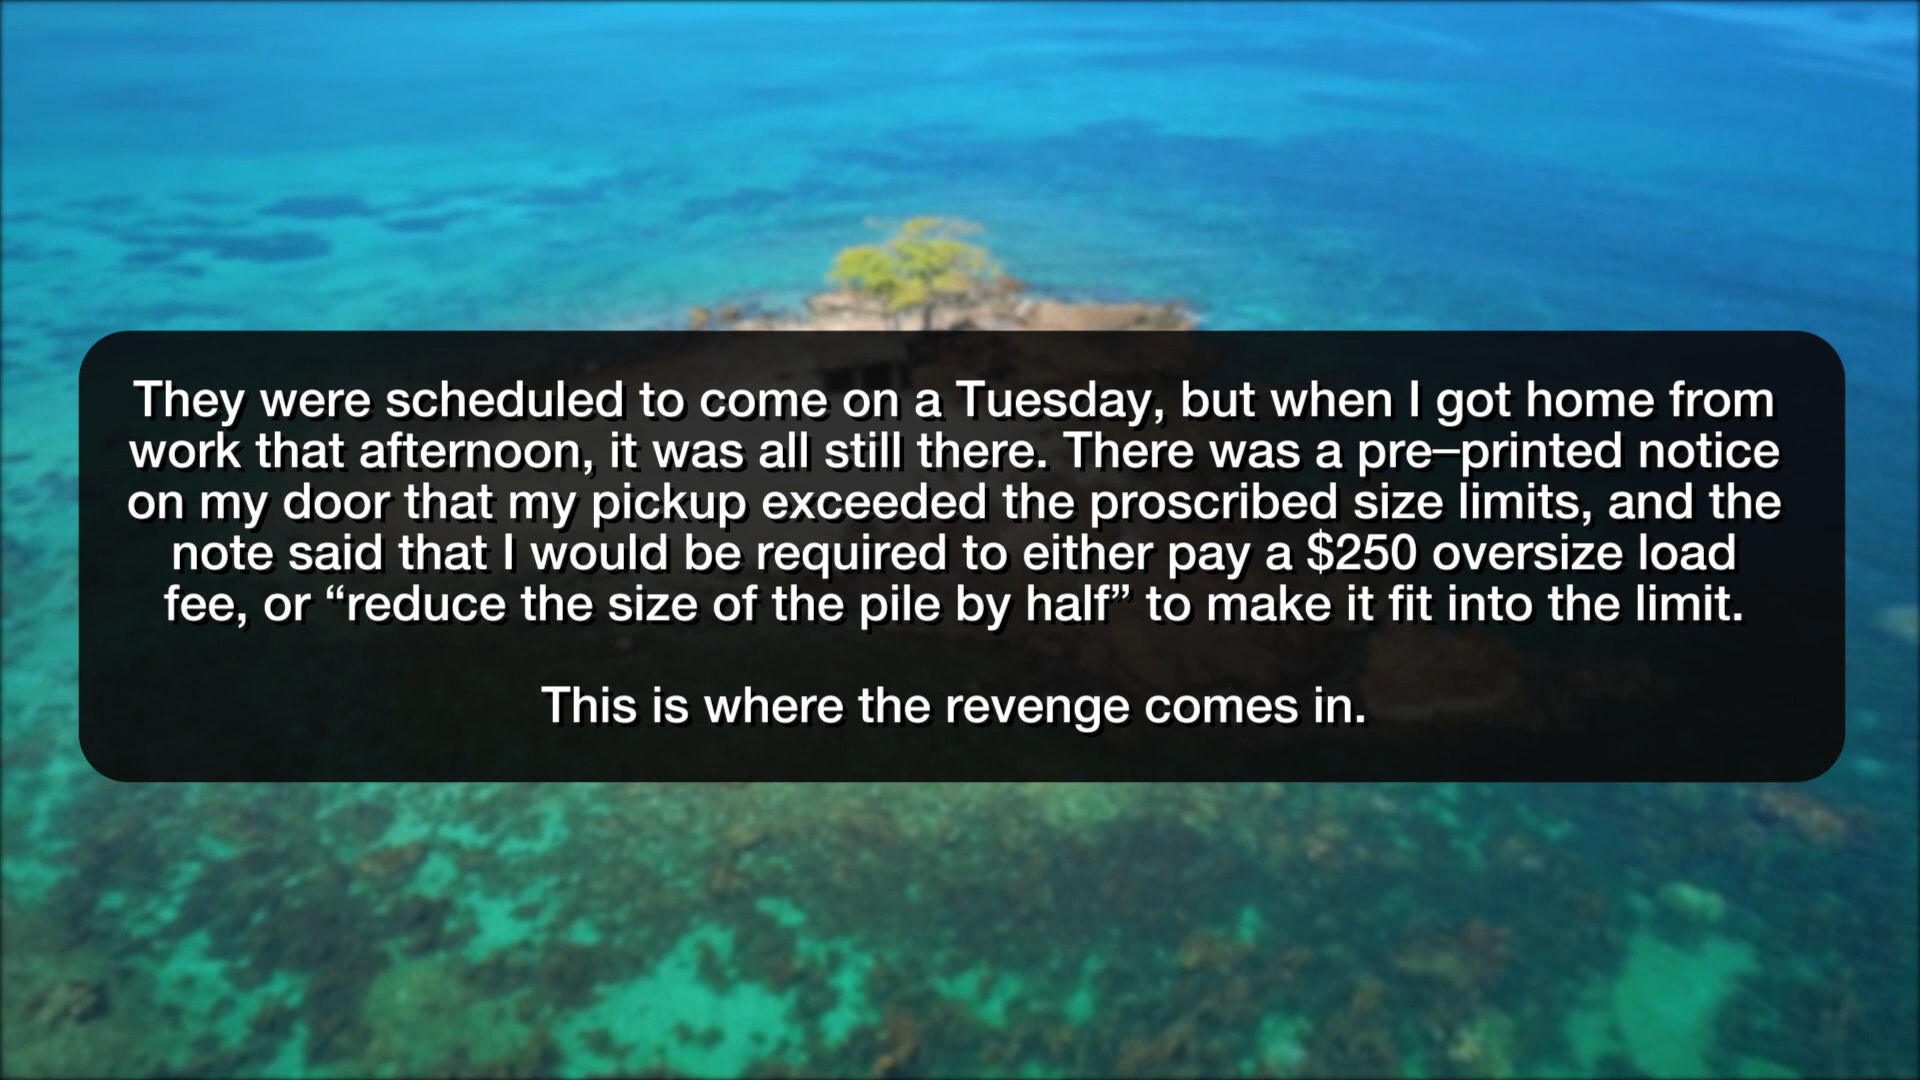 They were scheduled to come on a Tuesday, but when I got home from
work that afternoon, it was all still there. There was a pre–printed notice
on my door that my pickup exceeded the proscribed size limits, and the
note said that I would be required to either pay a $250 oversize load
fee, or “reduce the size of the pile by half” to make it fit into the limit.
This is where the revenge comes in.